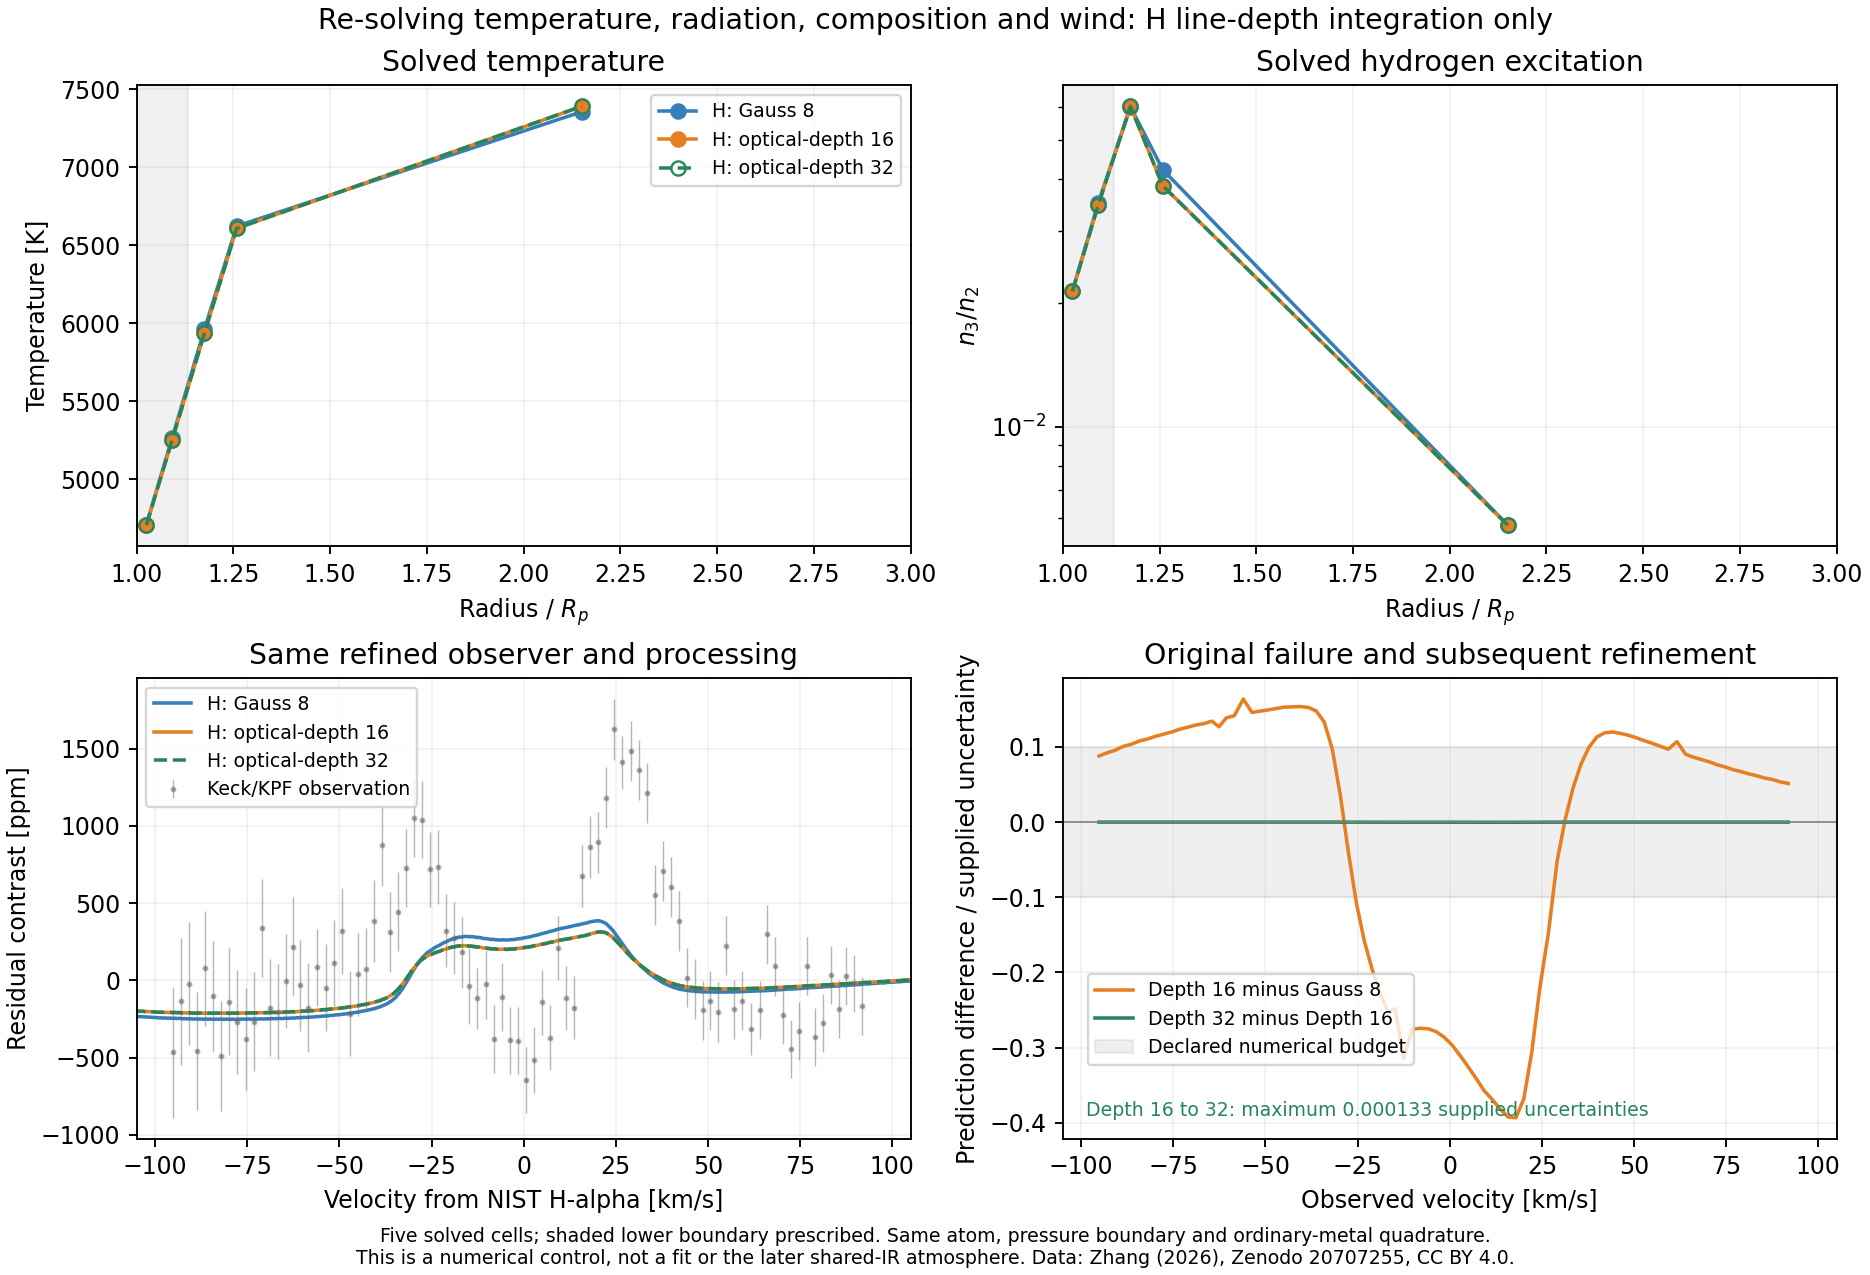 Re-solving temperature, radiation, composition and wind: H line-depth integration only
Solved temperature
7500
7000
6500
6000
5500
5000
Temperature [K]
H: Gauss 8
H: optical-depth 16
H: optical-depth 32
1.00 1.25 1.50 1.75 2.00 2.25 2.50 2.75 3.00
Radius / Rp
Solved hydrogen excitation
n3/n2
10−2
1.00 1.25 1.50 1.75 2.00 2.25 2.50 2.75 3.00
Radius / Rp
Same refined observer and processing
Residual contrast [ppm]
1500
1000
500
0
−500
−1000
H: Gauss 8
H: optical-depth 16
H: optical-depth 32
Keck/KPF observation
−100 −75 −50 −25 0 25 50 75 100
Velocity from NIST H-alpha [km/s]
Original failure and subsequent refinement
Prediction difference / supplied uncertainty
0.1
0.0
−0.1
−0.2
−0.3
−0.4
Depth 16 minus Gauss 8
Depth 32 minus Depth 16
Declared numerical budget
Depth 16 to 32: maximum 0.000133 supplied uncertainties
−100 −75 −50 −25 0 25 50 75 100
Observed velocity [km/s]
Five solved cells; shaded lower boundary prescribed. Same atom, pressure boundary and ordinary-metal quadrature.
This is a numerical control, not a fit or the later shared-IR atmosphere. Data: Zhang (2026), Zenodo 20707255, CC BY 4.0.